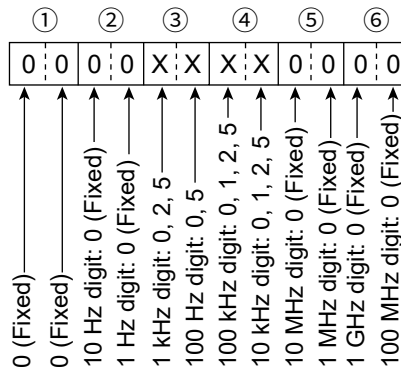 ① ② ③ ④ ⑤ ⑥
0 0 0 0 X X X X 0 0 0 0
0 (Fixed)
0 (Fixed)
10 Hz digit: 0 (Fixed)
1 Hz digit: 0 (Fixed)
1 kHz digit: 0, 2, 5
100 Hz digit: 0, 5
100 kHz digit: 0, 1, 2, 5
10 kHz digit: 0, 1, 2, 5
10 MHz digit: 0 (Fixed)
1 MHz digit: 0 (Fixed)
1 GHz digit: 0 (Fixed)
100 MHz digit: 0 (Fixed)